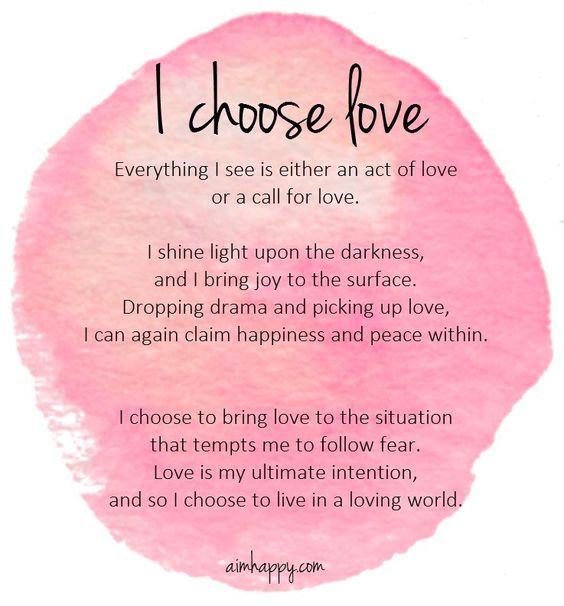 I choose love
Everything I see is either an act of love
or a call for love.
I shine light upon the darkness,
and I bring joy to the surface.
Dropping drama and picking up love,
I can again claim happiness and peace within.
I choose to bring love to the situation
that tempts me to follow fear.
Love is my ultimate intention,
and so I choose to live in a loving world.
aimhappy.com